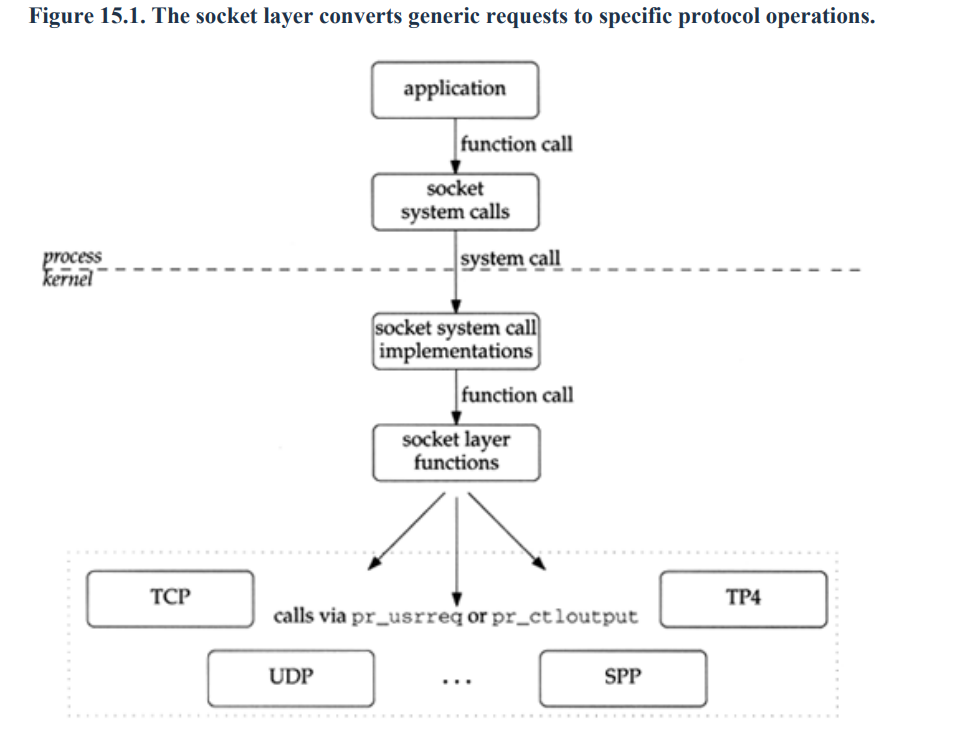 Figure 15.1. The socket layer converts generic requests to specific protocol operations.
application
function call
socket
system calls
process
system call
kernel
socket system call
implementations
function call
socket layer
functions
TCP
TP4
calls via pr_usrreq or pr_ctloutput
UDP
...
SPP